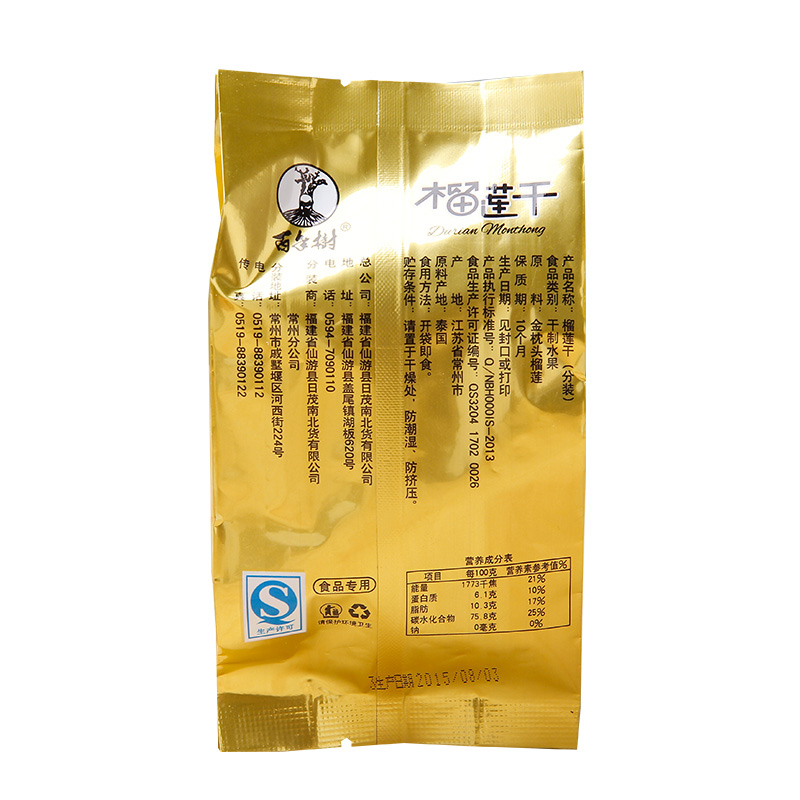 百年树®
榴莲干
Durian Monthong
产品名称：榴莲干（分装）
食品类别：干制水果
原 料：金枕头榴莲
保 质 期：10个月
生产日期：见封口或打印
产品执行标准号：Q/NBH0001S-2013
食品生产许可证编号：QS3204 1702 0026
产 地：江苏省常州市
原料产地：泰国
食用方法：开袋即食。
贮存条件：请置于干燥处，防潮湿、防挤压。
总公司：福建省仙游县日茂南北货有限公司
地 址：福建省仙游县盖尾镇湖板620号
电 话：0594-7090110
分装商：福建省仙游县日茂南北货有限公司
常州分公司
分装地址：常州市戚墅堰区河西街224号
电 话：0519-88390112
传 真：0519-88390122
营养成分表
项目 每100克 营养素参考值%
能量 1773千焦 21%
蛋白质 6.1克 10%
脂肪 10.3克 17%
碳水化合物 75.8克 25%
钠 0毫克 0%
生产许可
食品专用
请保护环境卫生
生产日期2015/08/03